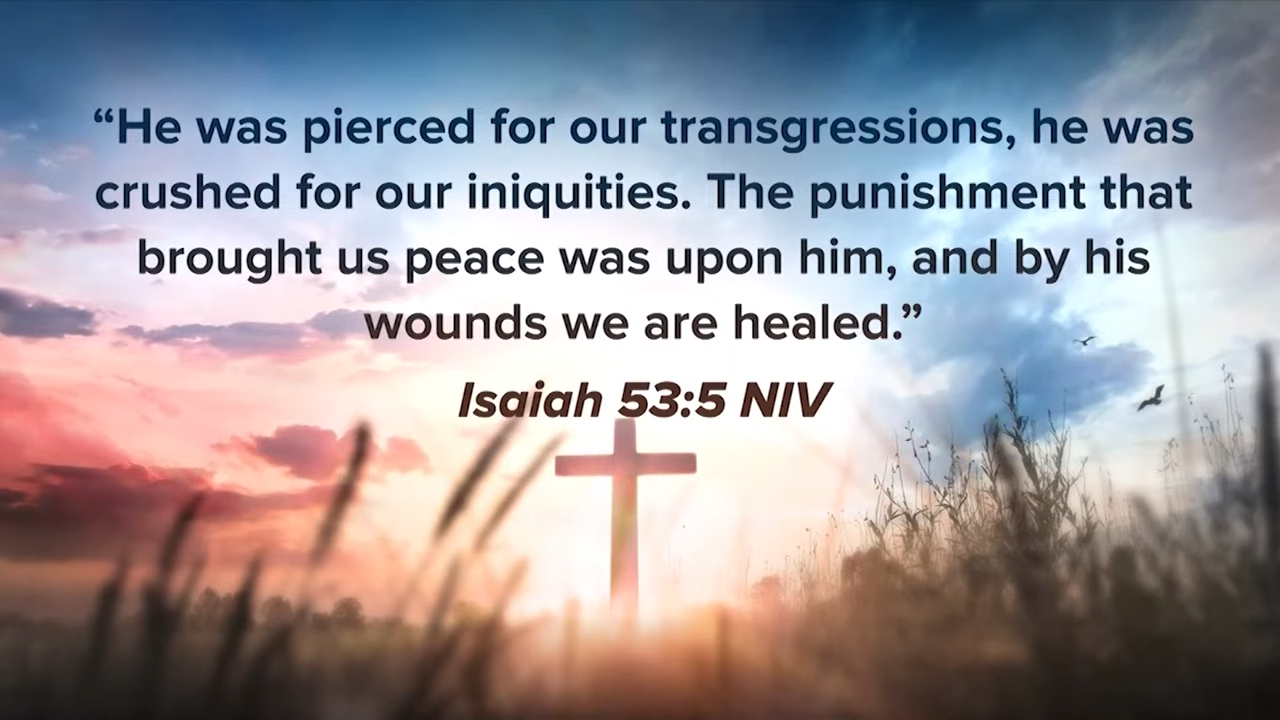 “He was pierced for our transgressions, he was
crushed for our iniquities. The punishment that
brought us peace was upon him, and by his
wounds we are healed.”
Isaiah 53:5 NIV